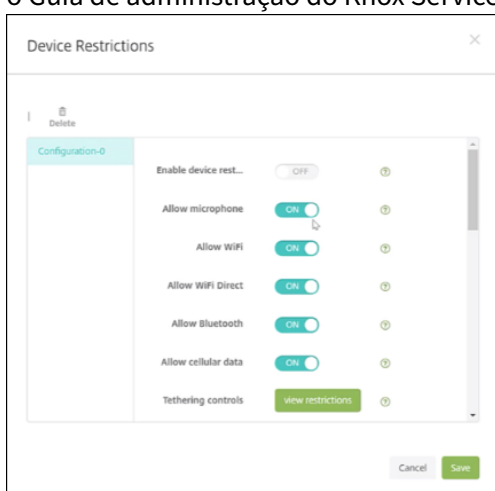 o Guia de administração do Knox Service
Device Restrictions
Delete
Configuration-0
Enable device rest... OFF
Allow microphone ON
Allow WiFi ON
Allow WiFi Direct ON
Allow Bluetooth ON
Allow cellular data ON
Tethering controls view restrictions
Cancel Save